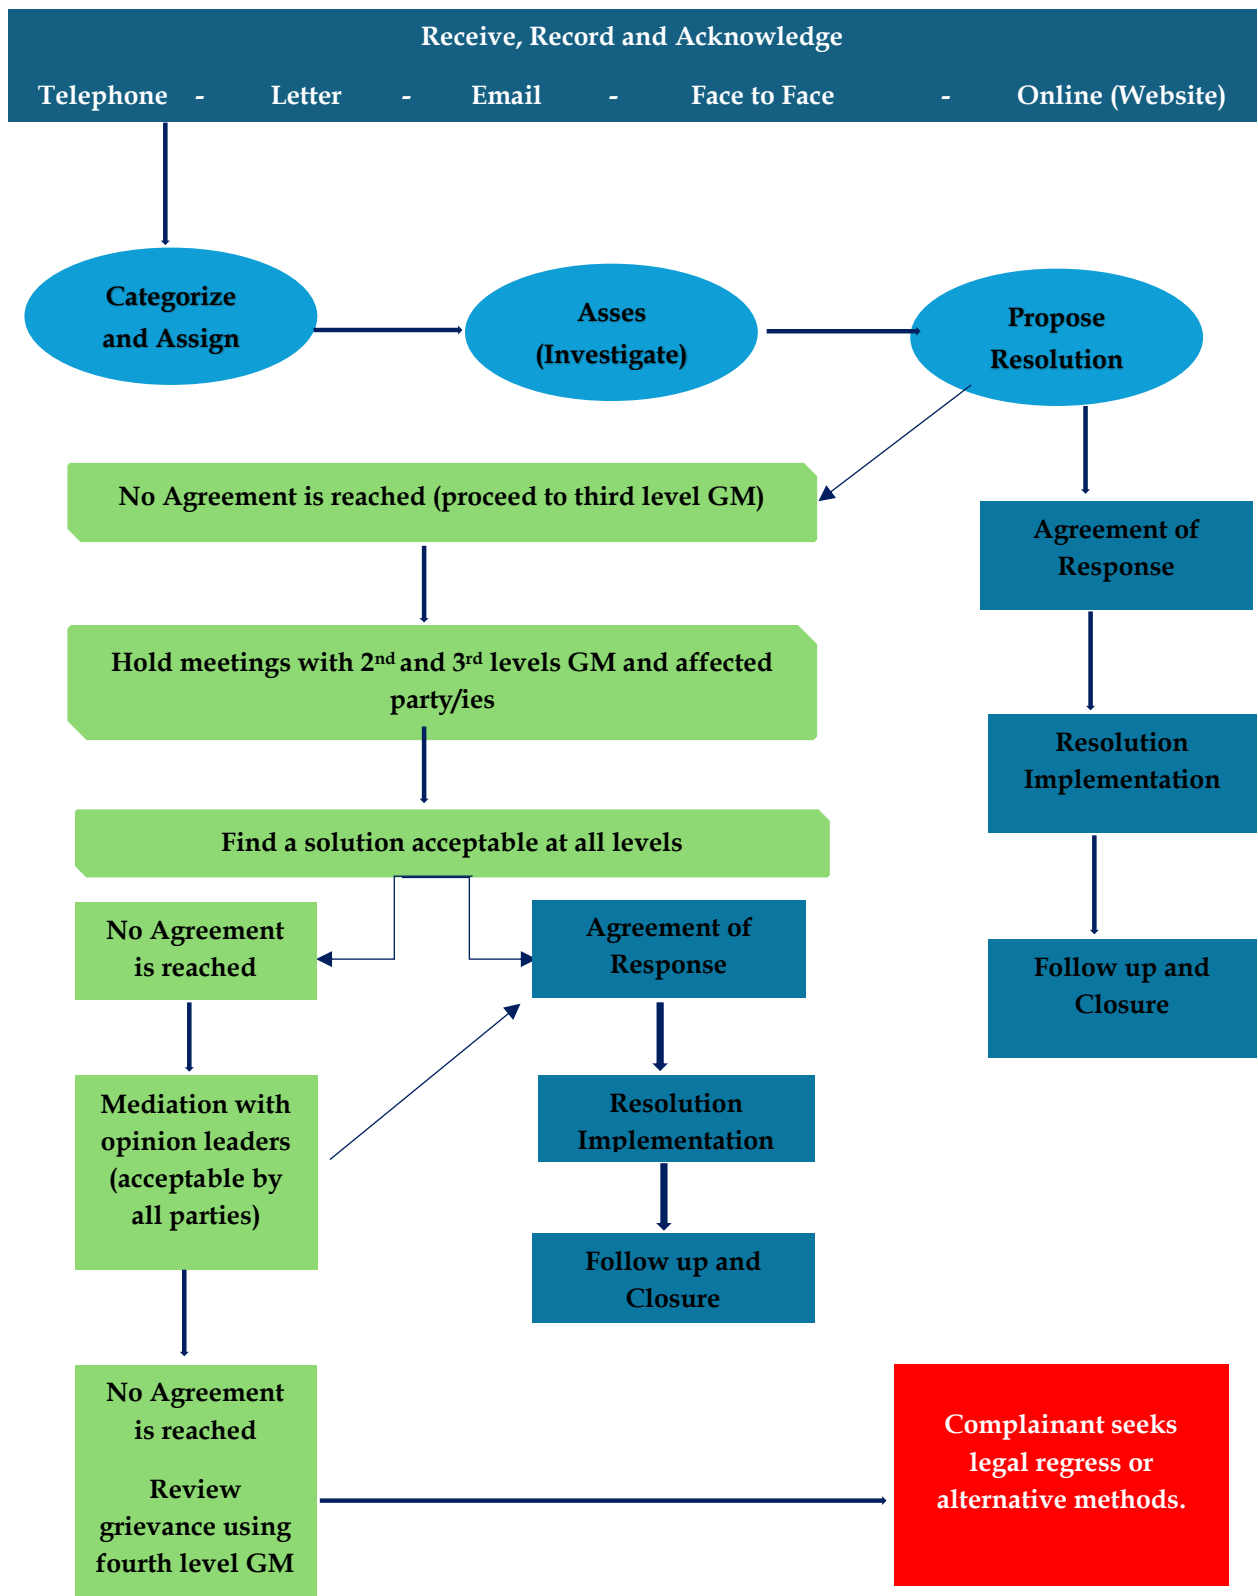 Receive, Record and Acknowledge
Telephone - Letter - Email - Face to Face - Online (Website)
Categorize
and Assign
Asses
(Investigate)
Propose
Resolution
No Agreement is reached (proceed to third level GM)
Agreement of
Response
Hold meetings with 2nd and 3rd levels GM and affected
party/ies
Resolution
Implementation
Find a solution acceptable at all levels
No Agreement
is reached
Agreement of
Response
Follow up and
Closure
Mediation with
opinion leaders
(acceptable by
all parties)
Resolution
Implementation
Follow up and
Closure
No Agreement
is reached
Review
grievance using
fourth level GM
Complainant seeks
legal regress or
alternative methods.